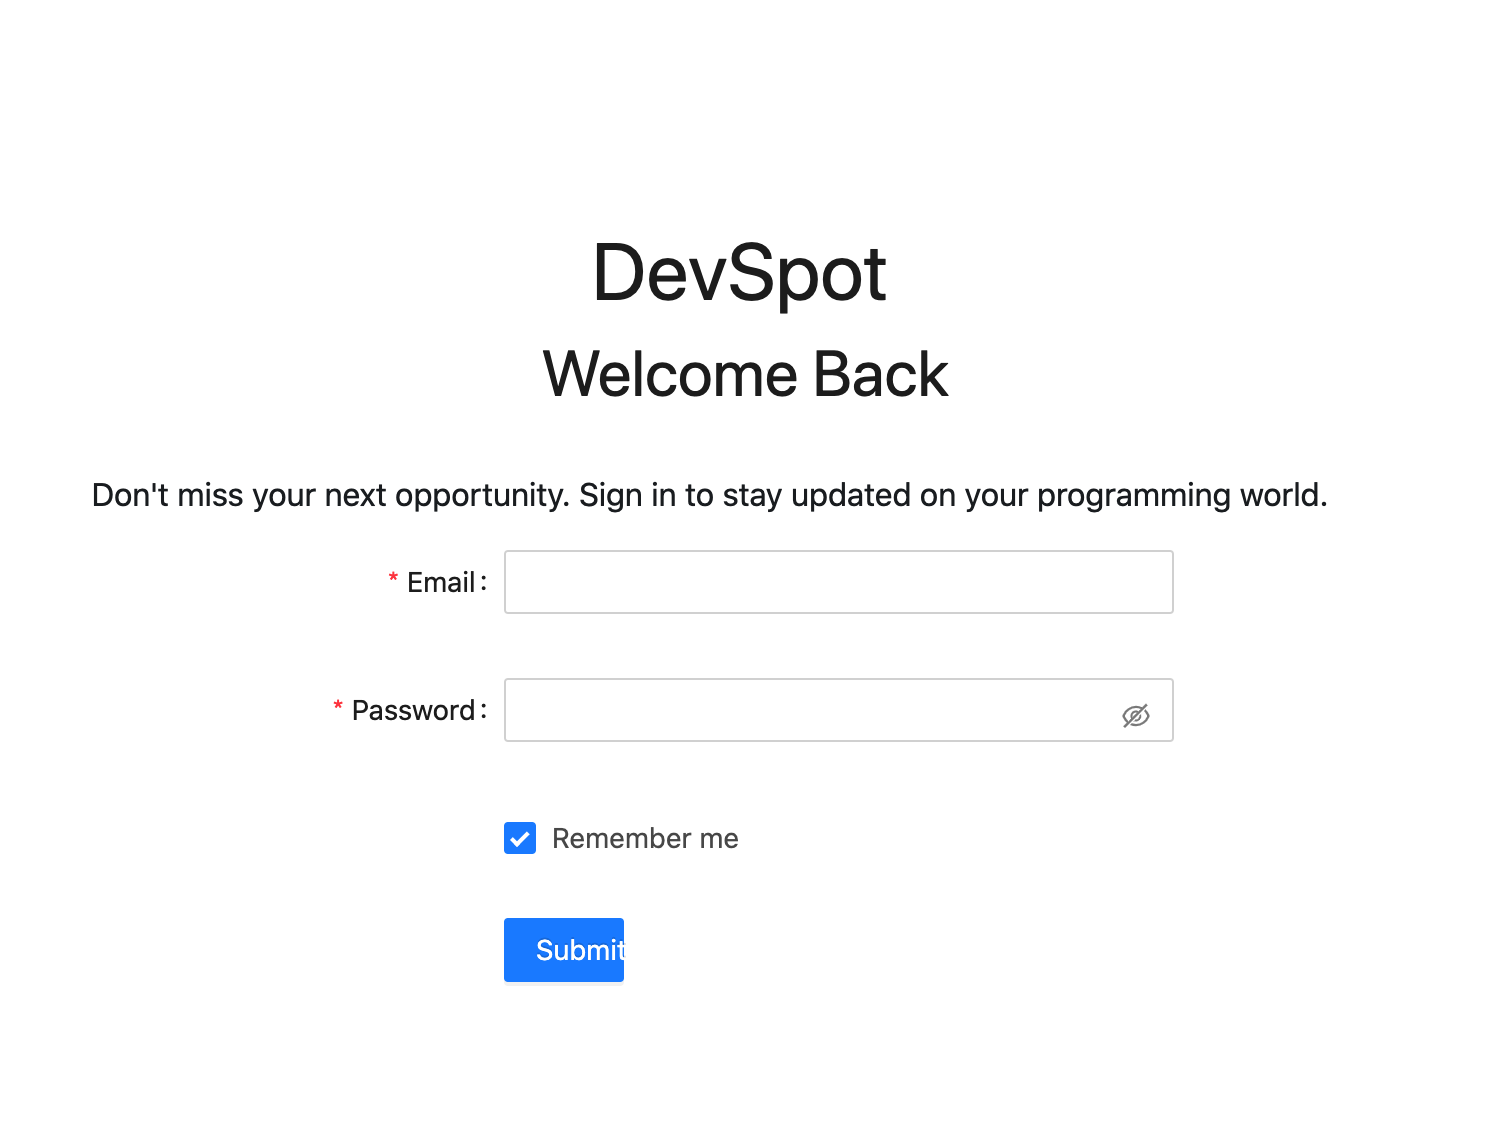 DevSpot
Welcome Back
Don't miss your next opportunity. Sign in to stay updated on your programming world.
* Email:
* Password:
Remember me
Submit